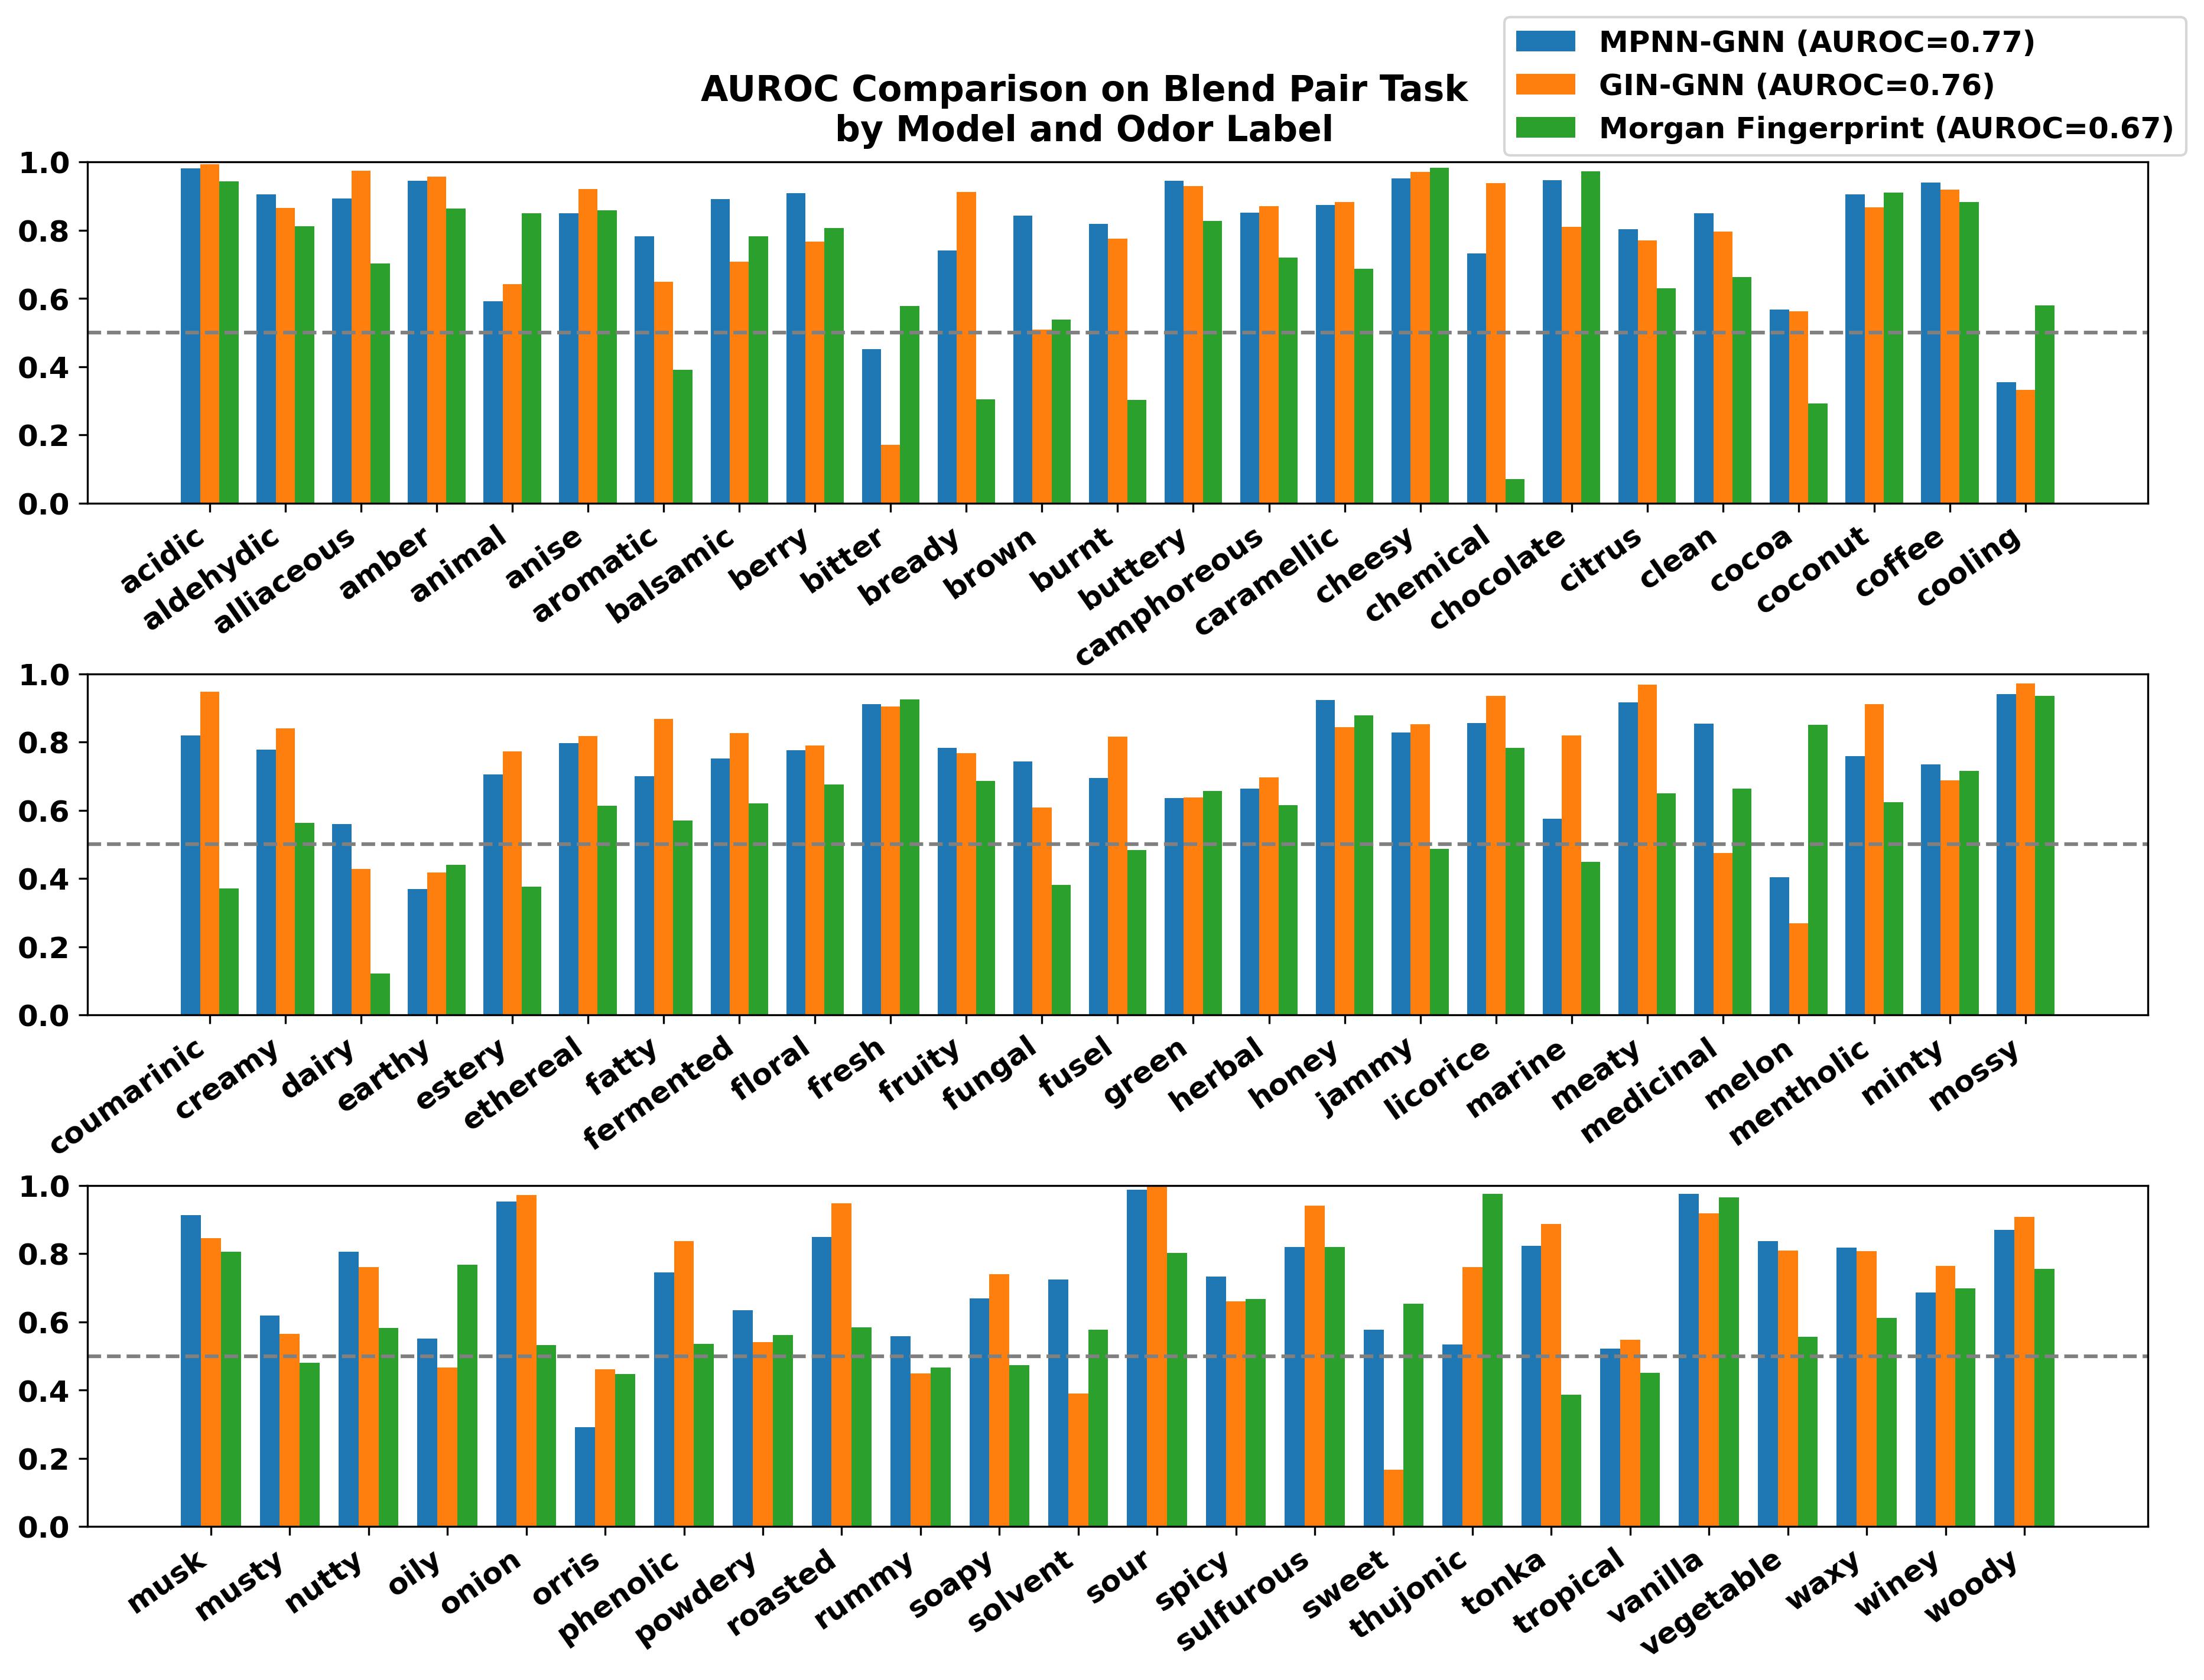 MPNN-GNN (AUROC=0.77)
GIN-GNN (AUROC=0.76)
Morgan Fingerprint (AUROC=0.67)
AUROC Comparison on Blend Pair Task
by Model and Odor Label
1.0
0.8
0.6
0.4
0.2
0.0
acidic
aldehydic
alliaceous
amber
animal
anise
aromatic
balsamic
berry
bitter
bready
brown
burnt
buttery
camphoreous
caramellic
cheesy
chemical
chocolate
citrus
clean
cocoa
coconut
coffee
cooling
1.0
0.8
0.6
0.4
0.2
0.0
coumarinic
creamy
dairy
earthy
estery
ethereal
fatty
fermented
floral
fresh
fruity
fungal
fusel
green
herbal
honey
jammy
licorice
marine
meaty
medicinal
melon
mentholic
minty
mossy
1.0
0.8
0.6
0.4
0.2
0.0
musk
musty
nutty
oily
onion
orris
phenolic
powdery
roasted
rummy
soapy
solvent
sour
spicy
sulfurous
sweet
thujonic
tonka
tropical
vanilla
vegetable
waxy
winey
woody